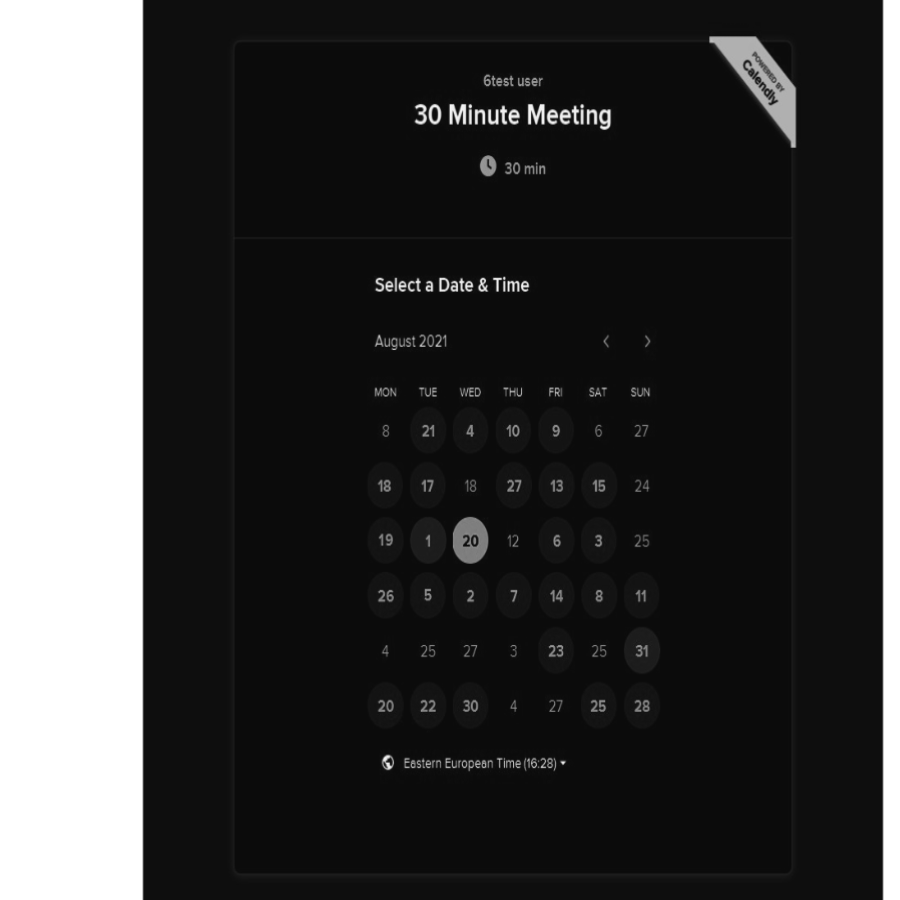 POWERED BY
Calendly
6test user
30 Minute Meeting
30 min
Select a Date & Time
August 2021
MON TUE WED THU FRI SAT SUN
8 21 4 10 9 6 27
18 17 18 27 13 15 24
19 1 20 12 6 3 25
26 5 2 7 14 8 11
4 25 27 3 23 25 31
20 22 30 4 27 25 28
Eastern European Time (16:28)